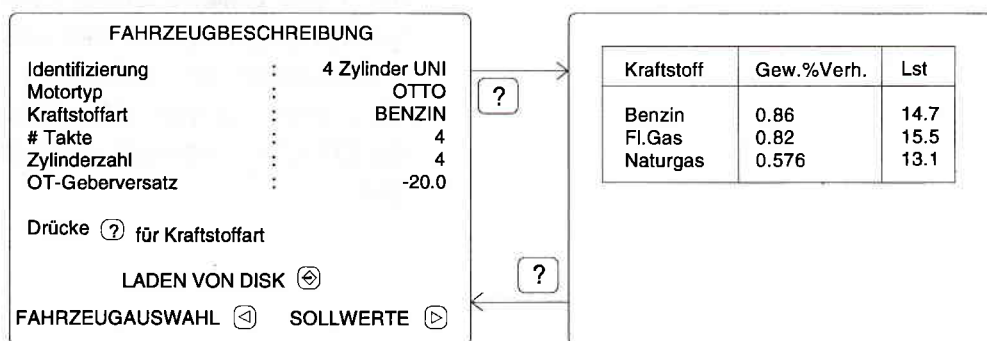 FAHRZEUGBESCHREIBUNG
Identifizierung : 4 Zylinder UNI
Motortyp : OTTO
Kraftstoffart : BENZIN
# Takte : 4
Zylinderzahl : 4
OT-Geberversatz : -20.0
Drücke ? für Kraftstoffart
LADEN VON DISK
FAHRZEUGAUSWAHL SOLLWERTE
?
?
Kraftstoff Gew.%Verh. Lst
Benzin 0.86 14.7
Fl.Gas 0.82 15.5
Naturgas 0.576 13.1